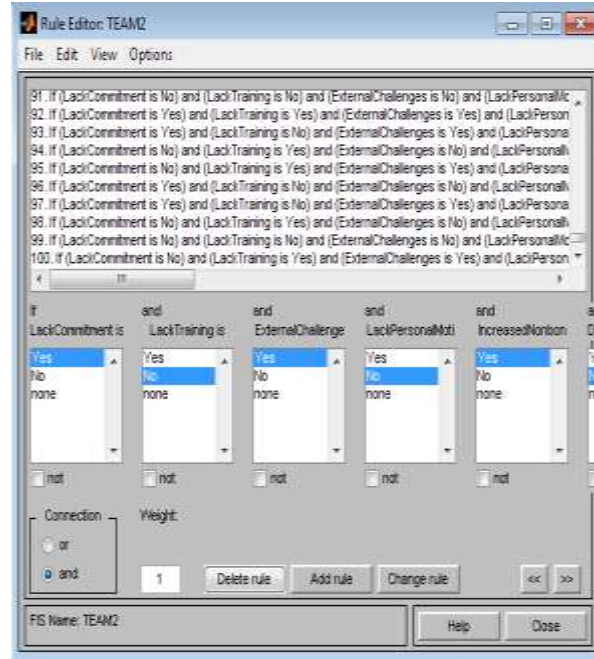 Rule Editor: TEAM2
File Edit View Options
91. If (LackCommitment is No) and (LackTraining is No) and (ExternalChallenges is No) and (LackPersonalMo
92. If (LackCommitment is Yes) and (LackTraining is Yes) and (ExternalChallenges is Yes) and (LackPerson
93. If (LackCommitment is Yes) and (LackTraining is No) and (ExternalChallenges is Yes) and (LackPersona
94. If (LackCommitment is No) and (LackTraining is No) and (ExternalChallenges is No) and (LackPersonalM
95. If (LackCommitment is No) and (LackTraining is Yes) and (ExternalChallenges is Yes) and (LackPersona
96. If (LackCommitment is Yes) and (LackTraining is No) and (ExternalChallenges is No) and (LackPersonalM
97. If (LackCommitment is Yes) and (LackTraining is No) and (ExternalChallenges is Yes) and (LackPersona
98. If (LackCommitment is No) and (LackTraining is Yes) and (ExternalChallenges is No) and (LackPersonalM
99. If (LackCommitment is No) and (LackTraining is No) and (ExternalChallenges is No) and (LackPersonalMo
100. If (LackCommitment is No) and (LackTraining is Yes) and (ExternalChallenges is Yes) and (LackPerson
If and and and and a
LackCommitment is LackTraining is ExternalChallenge LackPersonalMoti IncreasedNonbon D
Yes Yes Yes Yes Yes Y
No No No No No N
none none none none none
not not not not not
Connection Weight:
or
and 1 Delete rule Add rule Change rule << >>
FIS Name: TEAM2 Help Close